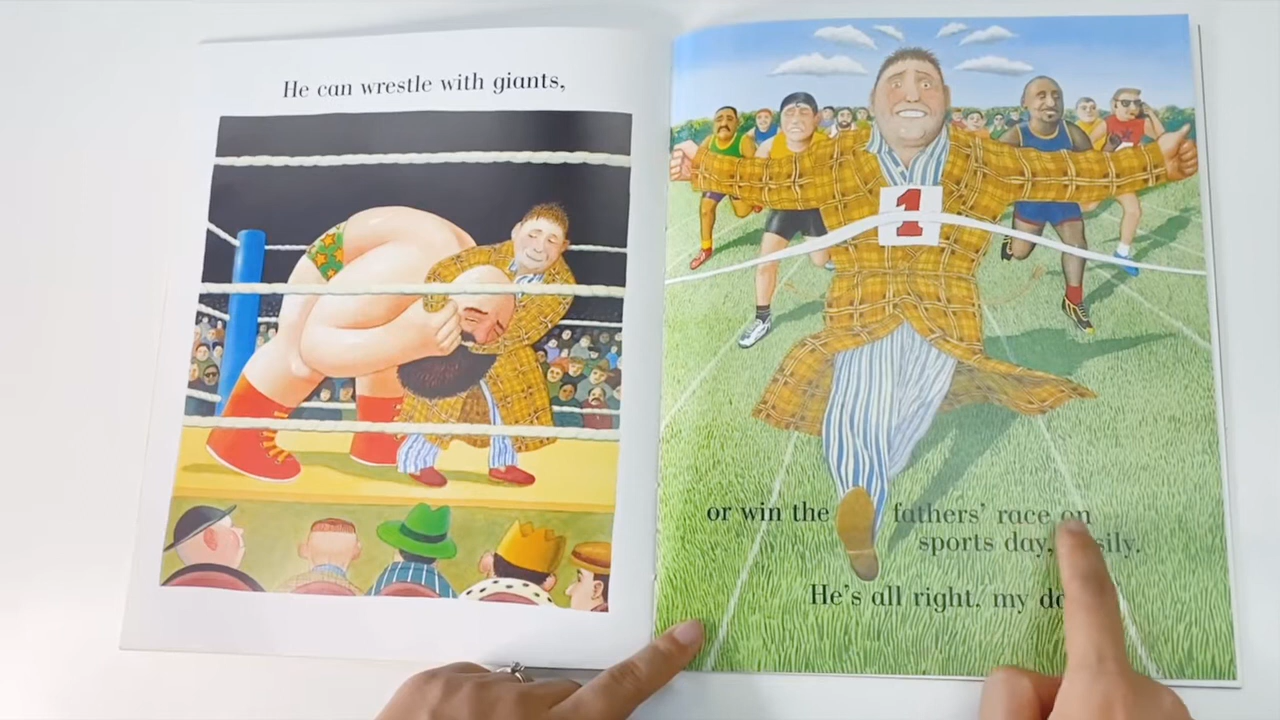 He can wrestle with giants,
1
or win the fathers' race on
sports day,
He's all right, my